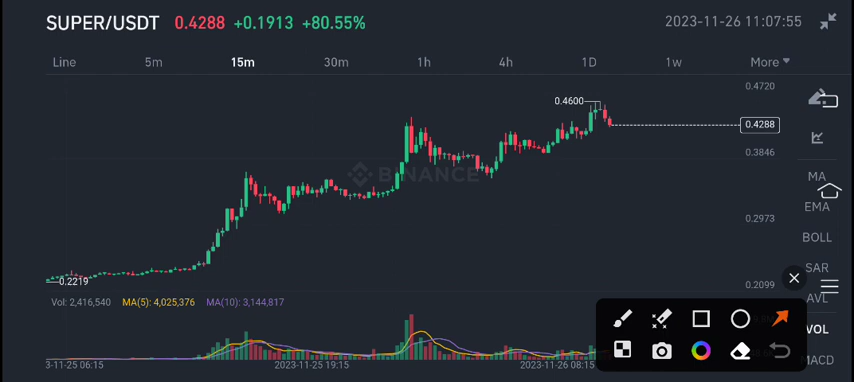 SUPER/USDT 0.4288 +0.1913 +80.55% 2023-11-26 11:07:55
Line 5m 15m 30m 1h 4h 1D 1w More
0.4720
0.4600
0.4288
0.3846
BINANCE
MA
EMA
0.2973
BOLL
SAR
0.2219
0.2099
AVL
Vol: 2,416,540 MA(5): 4,025,376 MA(10): 3,144,817
VOL
MACD
3-11-25 06:15 2023-11-25 19:15 2023-11-26 08:15